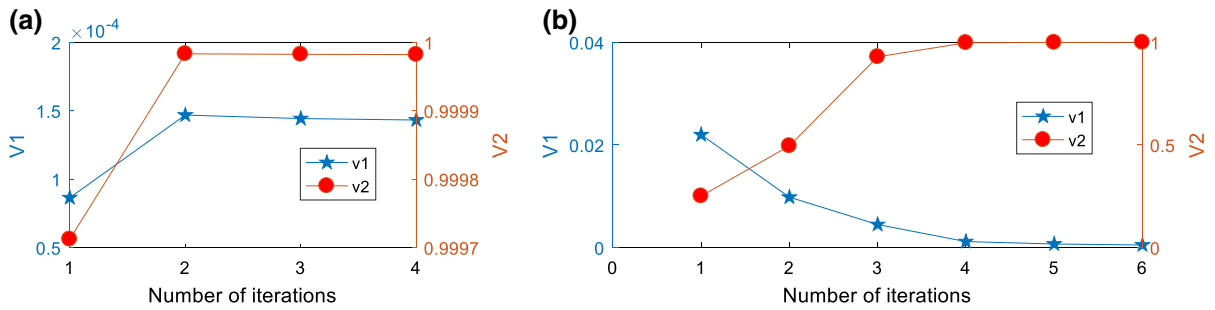 (a)
×10⁻⁴
2
1.5
1
0.5
V1
1
0.9999
0.9998
0.9997
V2
v1
v2
1 2 3 4
Number of iterations
(b)
0.04
0.02
0
V1
1
0.5
0
V2
v1
v2
0 1 2 3 4 5 6
Number of iterations